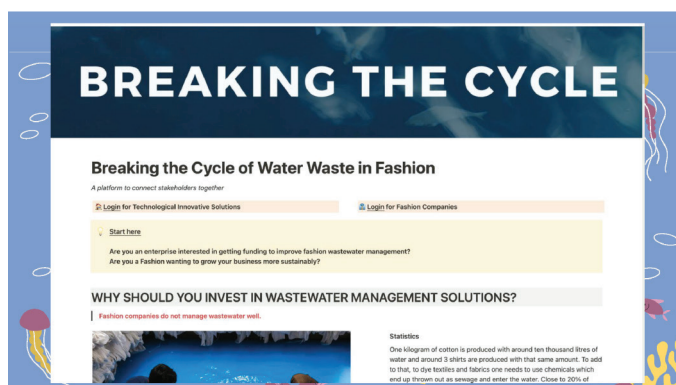 BREAKING THE CYCLE
Breaking the Cycle of Water Waste in Fashion
A platform to connect stakeholders together
Login for Technological Innovative Solutions
Login for Fashion Companies
Start here
Are you an enterprise interested in getting funding to improve fashion wastewater management?
Are you a Fashion wanting to grow your business more sustainably?
WHY SHOULD YOU INVEST IN WASTEWATER MANAGEMENT SOLUTIONS?
Fashion companies do not manage wastewater well.
Statistics
One kilogram of cotton is produced with around ten thousand litres of
water and around 3 shirts are produced with that same amount. To add
to that, to dye textiles and fabrics one needs to use chemicals which
end up thrown out as sewage and enter the water. Close to 20% of